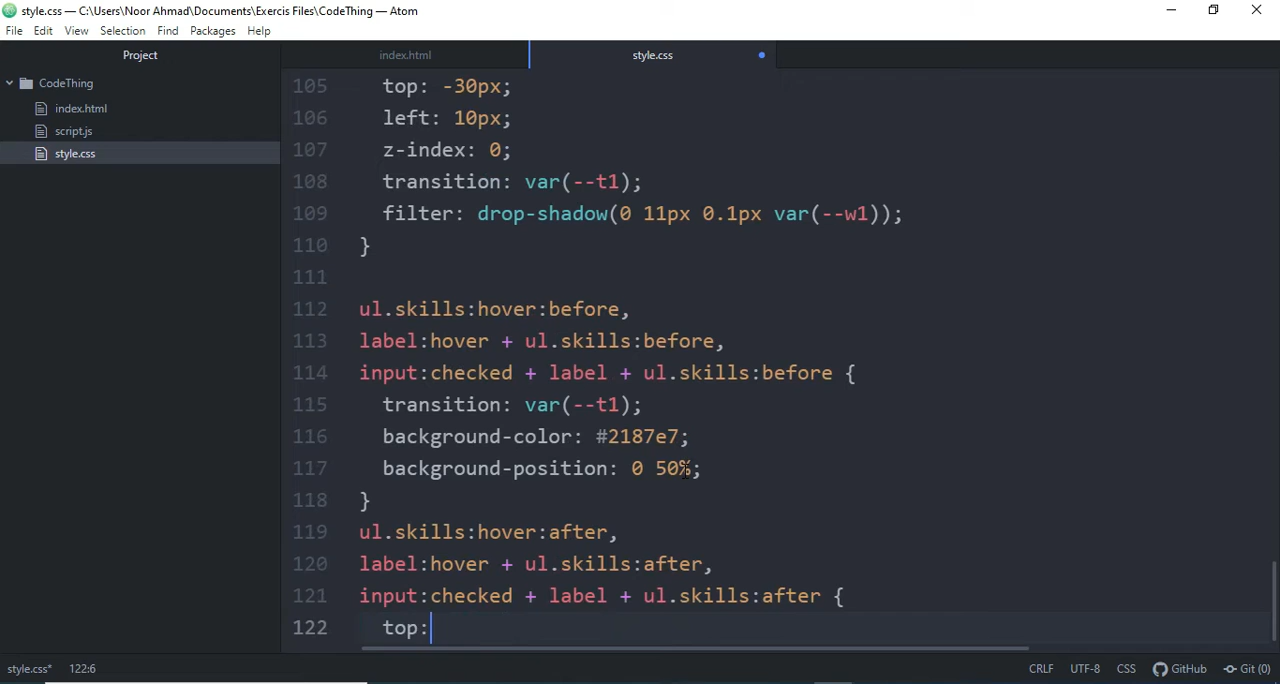 style.css — C:\Users\Noor Ahmad\Documents\Exercis Files\CodeThing — Atom
File Edit View Selection Find Packages Help
Project index.html style.css
CodeThing
index.html
script.js
style.css
105 top: -30px;
106 left: 10px;
107 z-index: 0;
108 transition: var(--t1);
109 filter: drop-shadow(0 11px 0.1px var(--w1));
110 }
111
112 ul.skills:hover:before,
113 label:hover + ul.skills:before,
114 input:checked + label + ul.skills:before {
115 transition: var(--t1);
116 background-color: #2187e7;
117 background-position: 0 50%;
118 }
119 ul.skills:hover:after,
120 label:hover + ul.skills:after,
121 input:checked + label + ul.skills:after {
122 top:
style.css* 122:6 CRLF UTF-8 CSS GitHub Git (0)